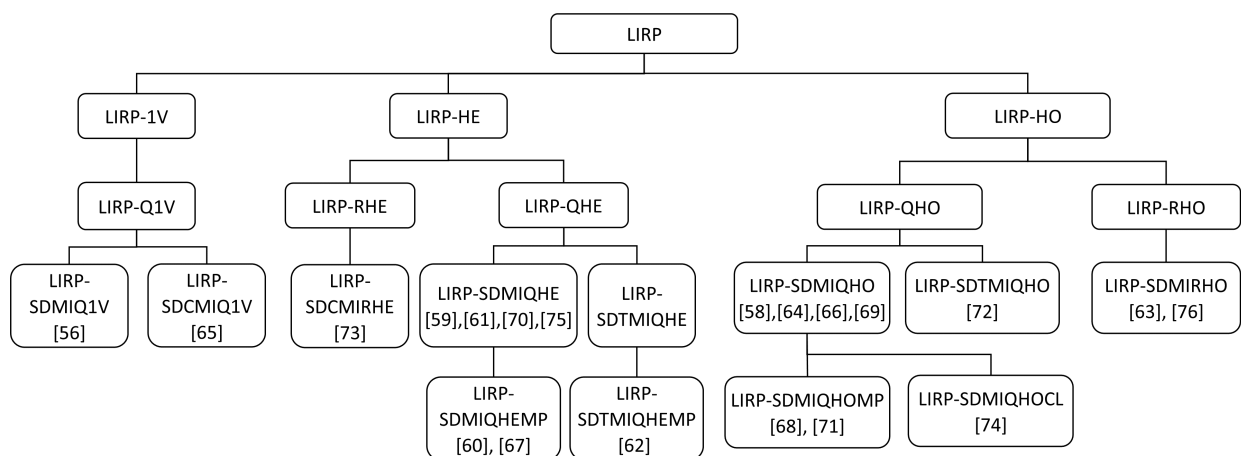 LIRP
LIRP-1V
LIRP-HE
LIRP-HO
LIRP-Q1V
LIRP-RHE
LIRP-QHE
LIRP-QHO
LIRP-RHO
LIRP-
SDMIQ1V
[56]
LIRP-
SDCMIQ1V
[65]
LIRP-
SDCMIRHE
[73]
LIRP-SDMIQHE
[59],[61],[70],[75]
LIRP-
SDTMIQHE
LIRP-SDMIQHO
[58],[64],[66],[69]
LIRP-SDTMIQHO
[72]
LIRP-SDMIRHO
[63], [76]
LIRP-
SDMIQHEMP
[60], [67]
LIRP-
SDTMIQHEMP
[62]
LIRP-SDMIQHOMP
[68], [71]
LIRP-SDMIQHOCL
[74]